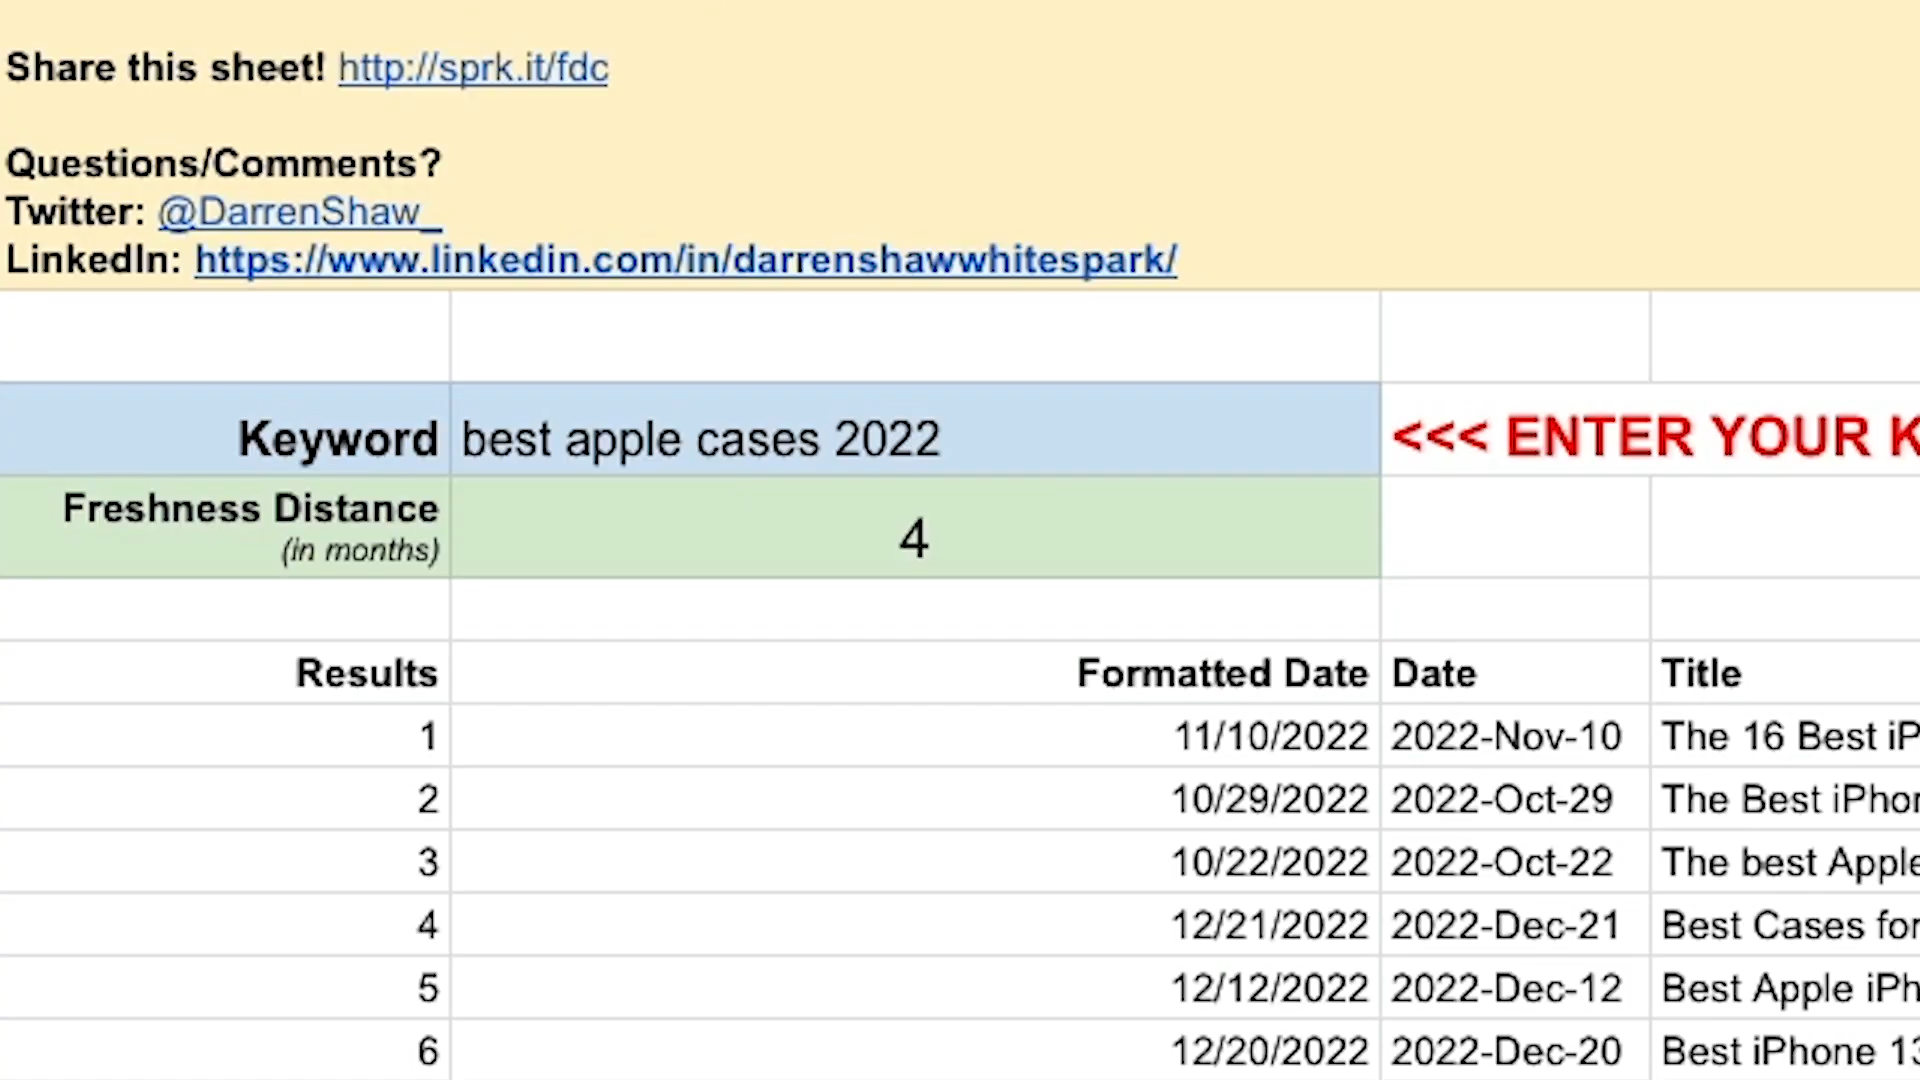 Share this sheet! http://sprk.it/fdc
Questions/Comments?
Twitter: @DarrenShaw_
LinkedIn: https://www.linkedin.com/in/darrenshawwhitespark/
Keyword best apple cases 2022 <<< ENTER YOUR K
Freshness Distance
(in months) 4
Results Formatted Date Date Title
1 11/10/2022 2022-Nov-10 The 16 Best iP
2 10/29/2022 2022-Oct-29 The Best iPhon
3 10/22/2022 2022-Oct-22 The best Apple
4 12/21/2022 2022-Dec-21 Best Cases for
5 12/12/2022 2022-Dec-12 Best Apple iPh
6 12/20/2022 2022-Dec-20 Best iPhone 13